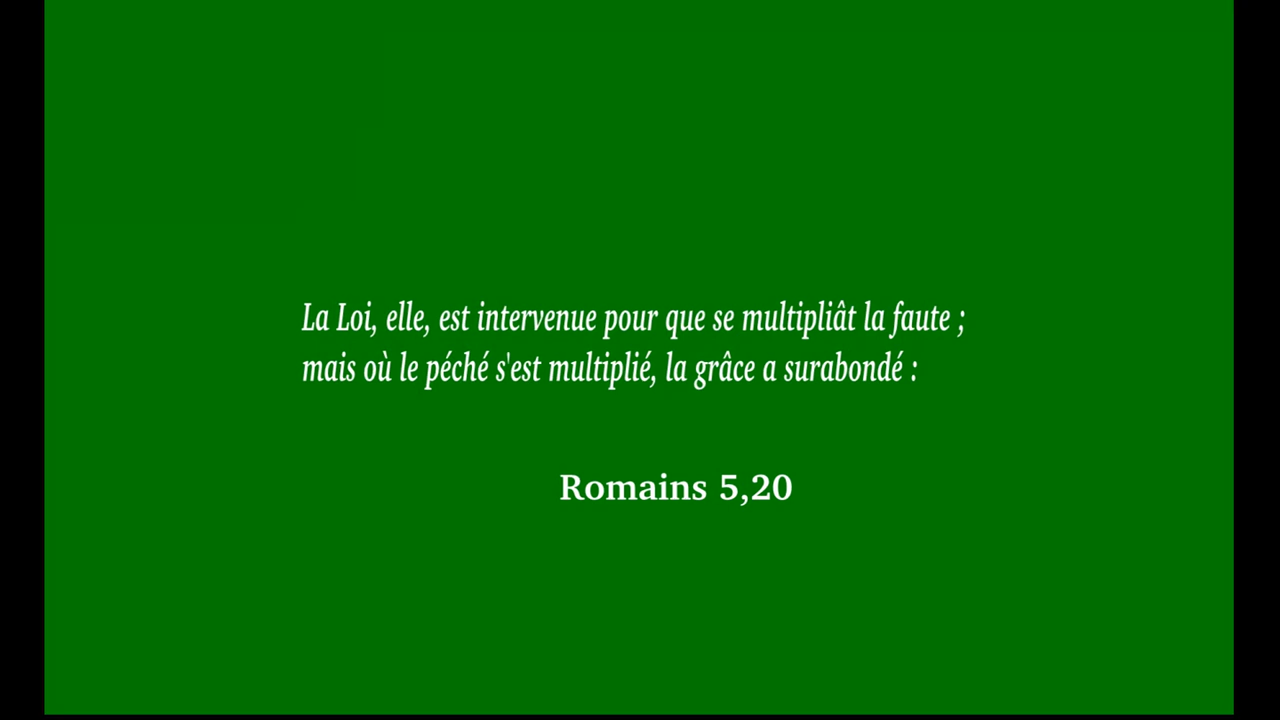 La Loi, elle, est intervenue pour que se multipliât la faute ;
mais où le péché s'est multiplié, la grâce a surabondé :
Romains 5,20